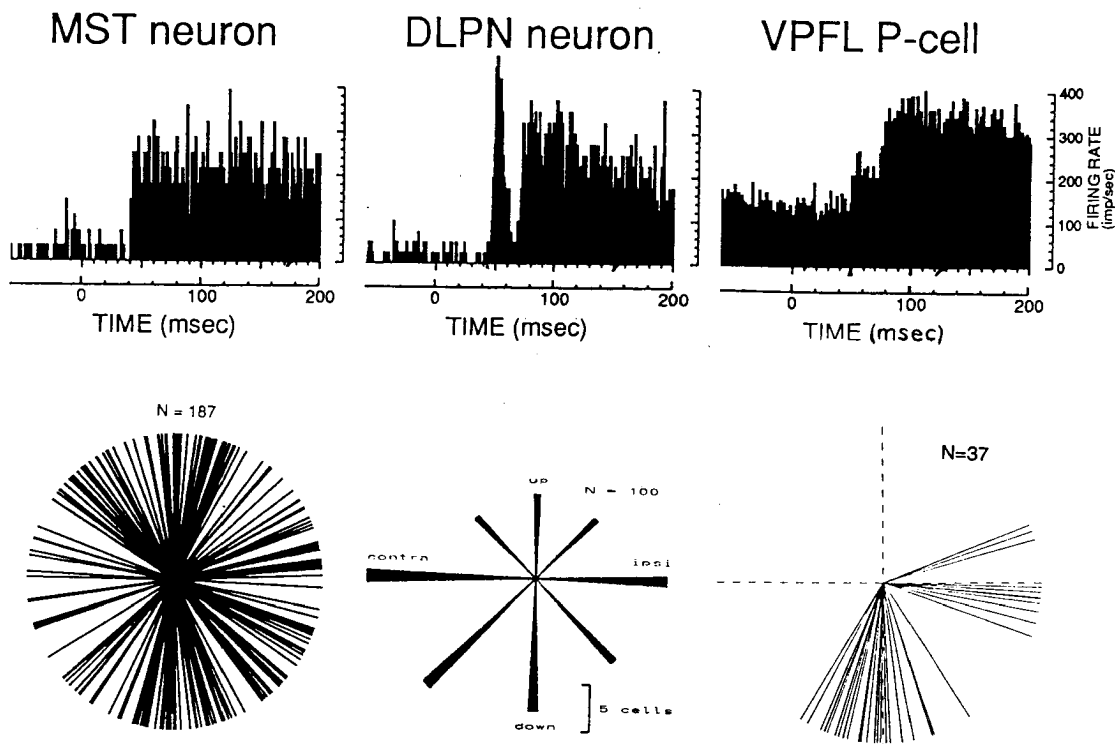 MST neuron
DLPN neuron
VPFL P-cell
400
300
200
100
0
FIRING RATE
(imp/sec)
0
100
200
TIME (msec)
0
100
200
TIME (msec)
0
100
200
TIME (msec)
N = 187
up
N = 100
contra
ipsi
5 cells
down
N=37